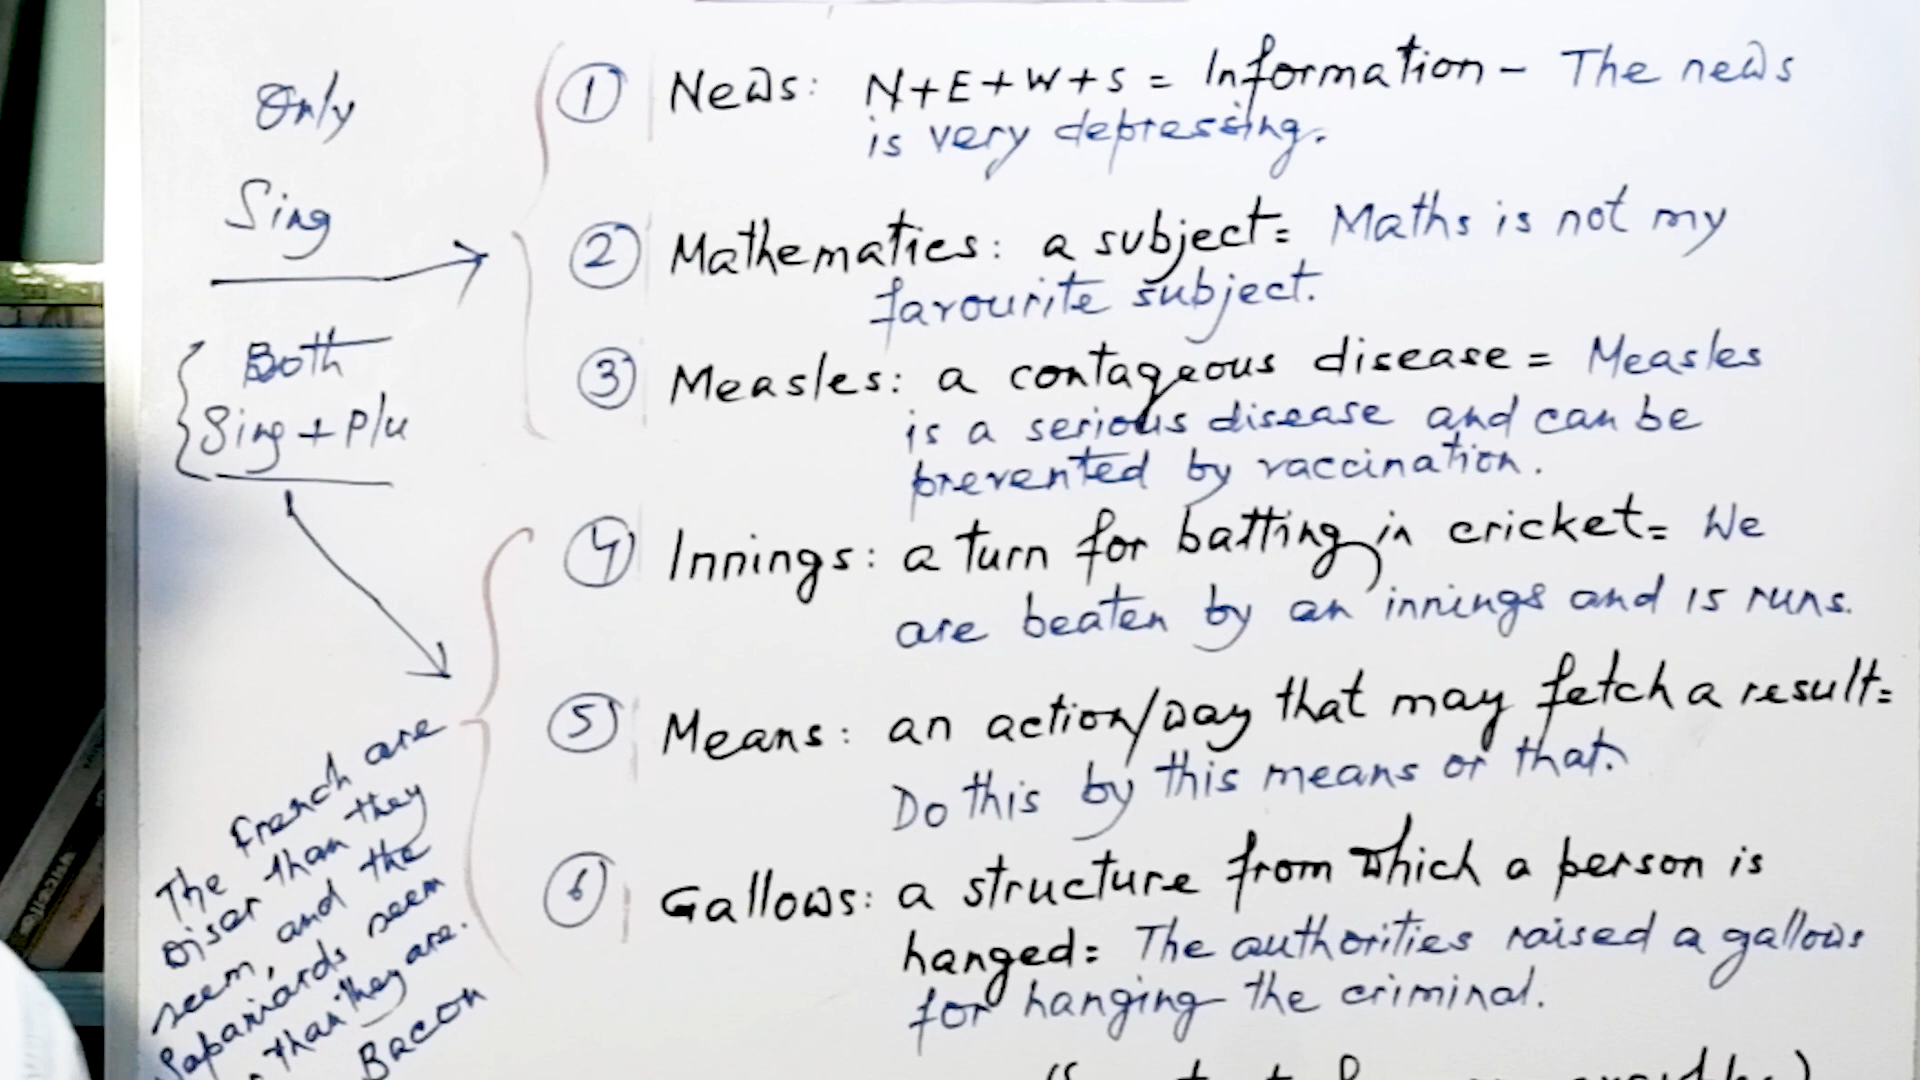 Only
Sing
Both
Sing + Plu
① News: N+E+W+S = Information - The news
is very depressing.
② Mathematics: a subject = Maths is not my
favourite subject.
③ Measles: a contageous disease = Measles
is a serious disease and can be
prevented by vaccination.
④ Innings: a turn for batting in cricket = We
are beaten by an innings and 15 runs.
⑤ Means: an action/way that may fetch a result =
Do this by this means or that.
⑥ Gallows: a structure from which a person is
hanged = The authorities raised a gallows
for hanging the criminal.
The French are
wiser than they
seem, and the
Sapaniards seem
than they are.
Bacon